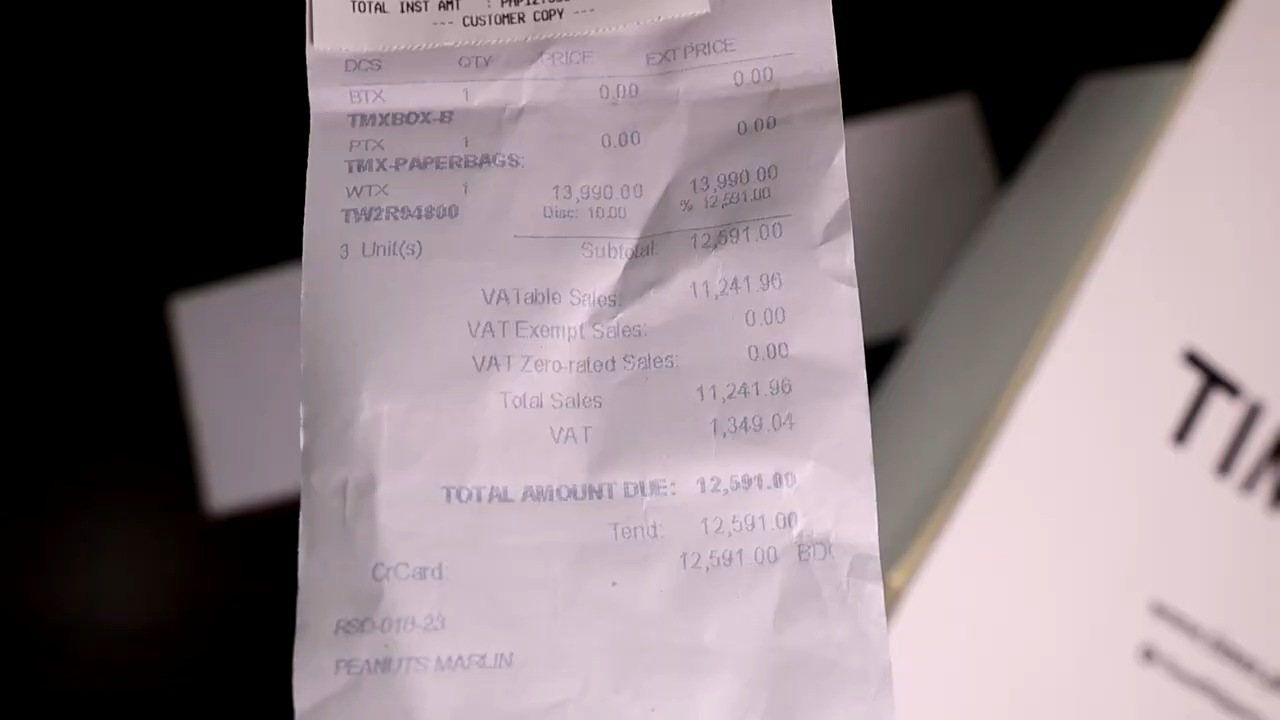 TOTAL INST AMT :
--- CUSTOMER COPY ---
DCS QTY PRICE EXT PRICE
BTX 1 0.00 0.00
TMXBOX-B
PTX 1 0.00 0.00
TMX-PAPERBAGS:
WTX 1 13,990.00 13,990.00
TW2R94800 Disc: 10.00 % 12,591.00
3 Unit(s) Subtotal: 12,591.00
VATable Sales: 11,241.96
VAT Exempt Sales: 0.00
VAT Zero-rated Sales: 0.00
Total Sales 11,241.96
VAT 1,349.04
TOTAL AMOUNT DUE: 12,591.00
Tend: 12,591.00
CrCard: 12,591.00 BD
RSO-018-23
PEANUTS MARLIN
TI